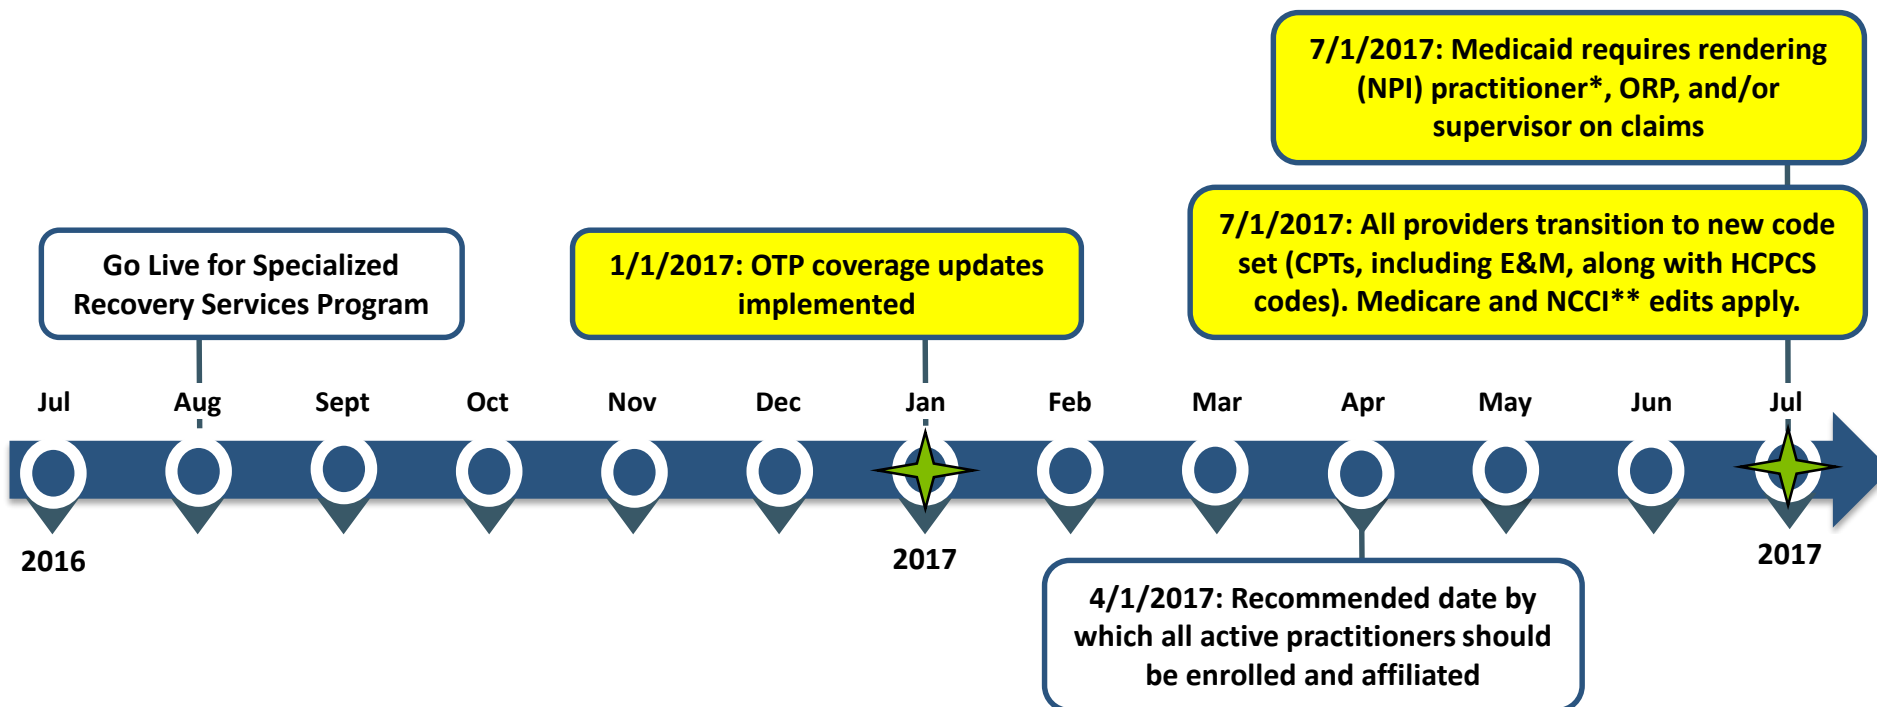 7/1/2017: Medicaid requires rendering
(NPI) practitioner*, ORP, and/or
supervisor on claims
7/1/2017: All providers transition to new code
set (CPTs, including E&M, along with HCPCS
codes). Medicare and NCCI** edits apply.
Go Live for Specialized
Recovery Services Program
1/1/2017: OTP coverage updates
implemented
Jul Aug Sept Oct Nov Dec Jan Feb Mar Apr May Jun Jul
2016 2017 2017
4/1/2017: Recommended date by
which all active practitioners should
be enrolled and affiliated